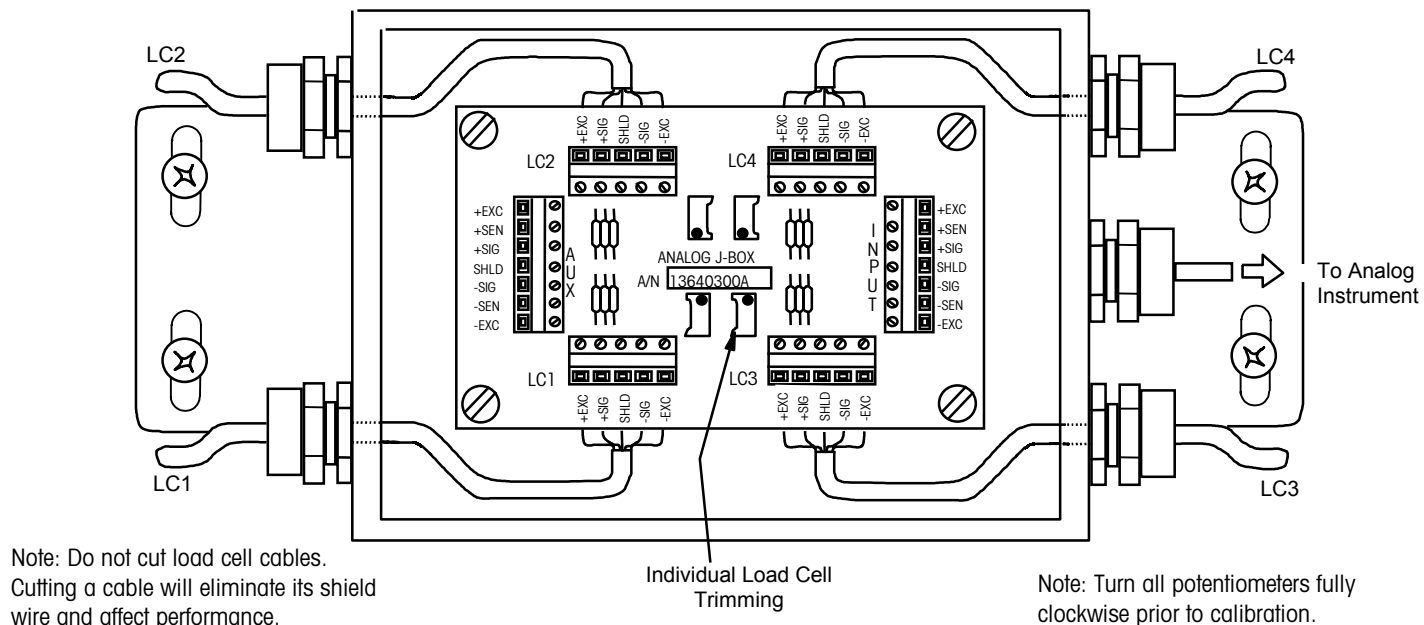 LC2
LC4
+EXC
+SIG
SHLD
-SIG
-EXC
+EXC
+SIG
SHLD
-SIG
-EXC
LC2
LC4
+EXC
+SEN
+SIG
SHLD
-SIG
-SEN
-EXC
AUX
ANALOG J-BOX
A/N 13640300A
INPUT
+EXC
+SEN
+SIG
SHLD
-SIG
-SEN
-EXC
To Analog
Instrument
LC1
LC3
+EXC
+SIG
SHLD
-SIG
-EXC
+EXC
+SIG
SHLD
-SIG
-EXC
LC1
LC3
Note: Do not cut load cell cables.
Cutting a cable will eliminate its shield
wire and affect performance.
Individual Load Cell
Trimming
Note: Turn all potentiometers fully
clockwise prior to calibration.